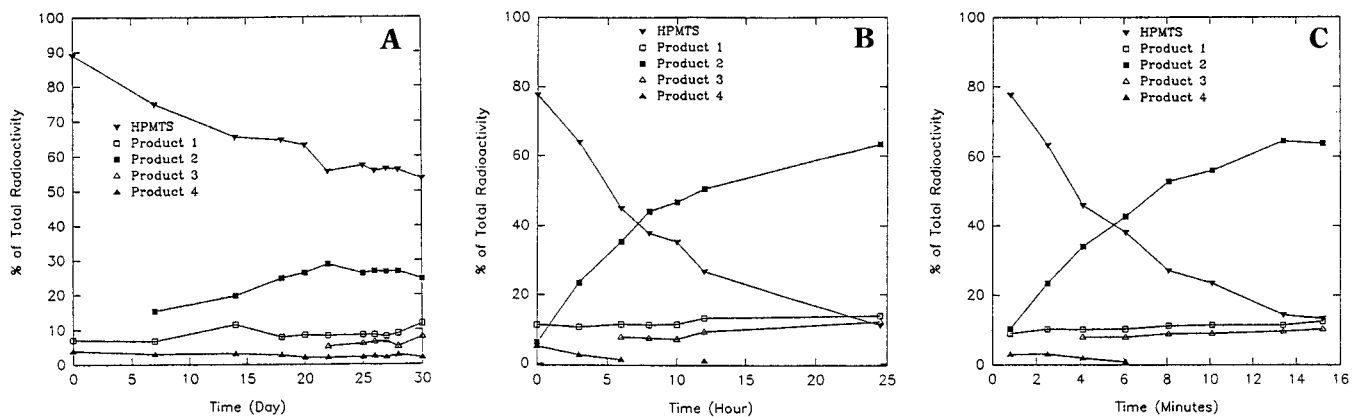 A
% of Total Radioactivity
100
90
80
70
60
50
40
30
20
10
0
HPMTS
Product 1
Product 2
Product 3
Product 4
0 5 10 15 20 25 30
Time (Day)
B
% of Total Radioactivity
100
80
60
40
20
0
HPMTS
Product 1
Product 2
Product 3
Product 4
0 5 10 15 20 25
Time (Hour)
C
% of Total Radioactivity
100
80
60
40
20
0
HPMTS
Product 1
Product 2
Product 3
Product 4
0 2 4 6 8 10 12 14 16
Time (Minutes)